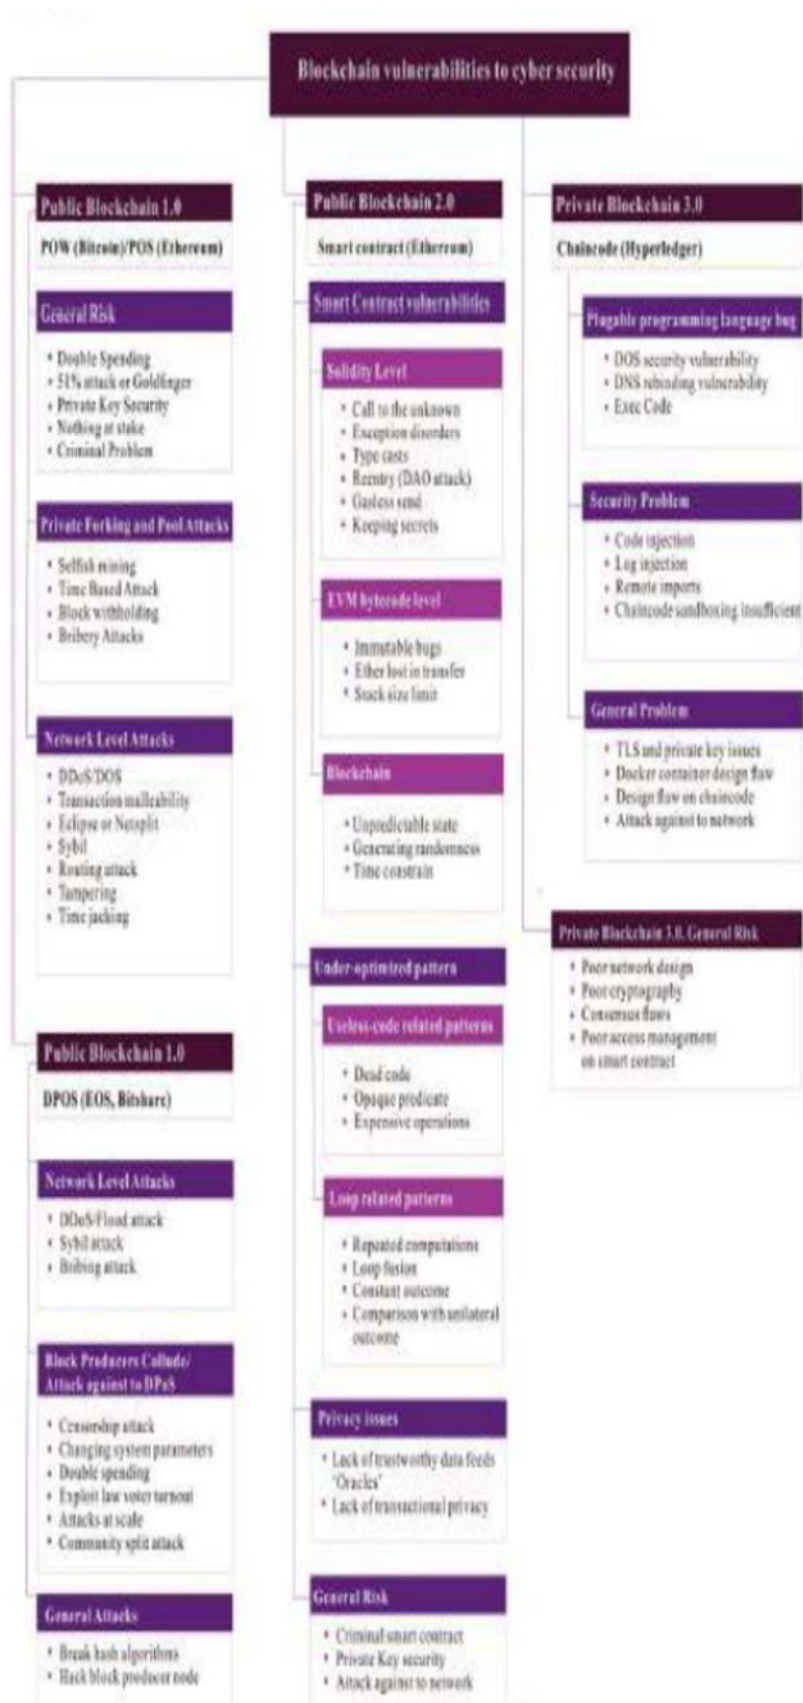 Blockchain vulnerabilities to cyber security
Public Blockchain 1.0
POW (Bitcoin)/POS (Ethereum)
General Risk
• Double Spending
• 51% attack or Goldfinger
• Private Key Security
• Nothing at stake
• Criminal Problem
Private Forking and Pool Attacks
• Selfish mining
• Time Based Attack
• Block withholding
• Bribery Attacks
Network Level Attacks
• DDoS/DOS
• Transaction malleability
• Eclipse or Netsplit
• Sybil
• Routing attack
• Tampering
• Time jacking
Public Blockchain 1.0
DPOS (EOS, Bitshare)
Network Level Attacks
• DDoS/Flood attack
• Sybil attack
• Bribing attack
Block Producers Collude/
Attack against to DPoS
• Censorship attack
• Changing system parameters
• Double spending
• Exploit law voter turnout
• Attacks at scale
• Community split attack
General Attacks
• Break hash algorithms
• Hack block producer node
Public Blockchain 2.0
Smart contract (Ethereum)
Smart Contract vulnerabilities
Solidity Level
• Call to the unknown
• Exception disorders
• Type casts
• Reentry (DAO attack)
• Gasless send
• Keeping secrets
EVM bytecode level
• Immutable bugs
• Ether lost in transfer
• Stack size limit
Blockchain
• Unpredictable state
• Generating randomness
• Time constrain
Under-optimized pattern
Useless-code related patterns
• Dead code
• Opaque predicate
• Expensive operations
Loop related patterns
• Repeated computations
• Loop fusion
• Constant outcome
• Comparison with unilateral
outcome
Privacy issues
• Lack of trustworthy data feeds
'Oracles'
• Lack of transactional privacy
General Risk
• Criminal smart contract
• Private Key security
• Attack against to network
Private Blockchain 3.0
Chaincode (Hyperledger)
Plugable programming language bug
• DOS security vulnerability
• DNS rebinding vulnerability
• Exec Code
Security Problem
• Code injection
• Log injection
• Remote imports
• Chaincode sandboxing insufficient
General Problem
• TLS and private key issues
• Docker container design flaw
• Design flaw on chaincode
• Attack against to network
Private Blockchain 3.0. General Risk
• Poor network design
• Poor cryptography
• Consensus flaws
• Poor access management
on smart contract